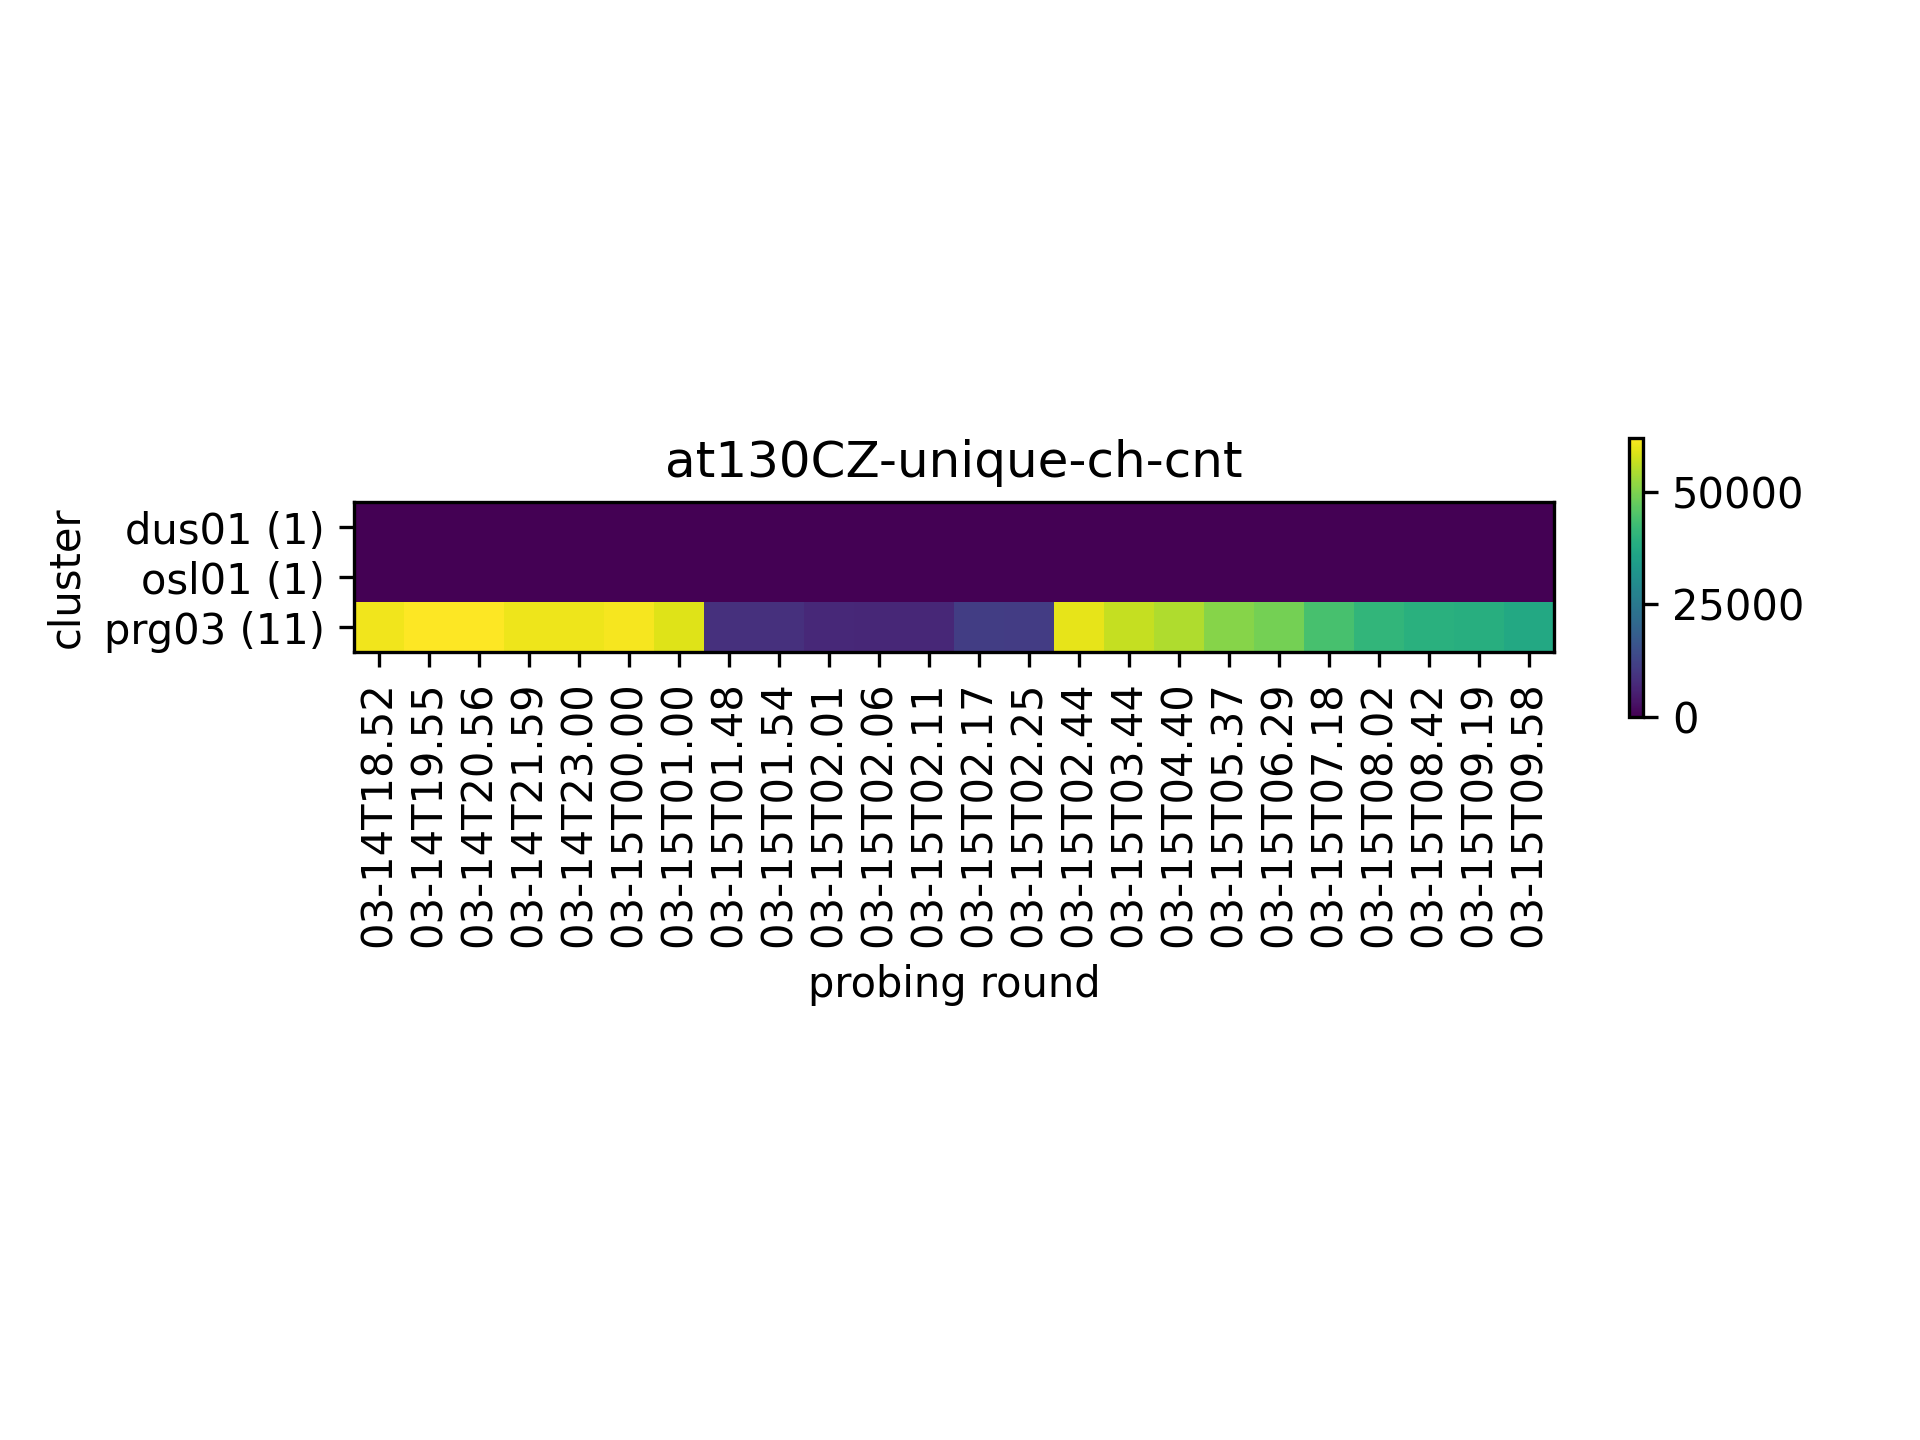 at130CZ-unique-ch-cnt
cluster
dus01 (1)
osl01 (1)
prg03 (11)
50000
25000
0
03-14T18.52
03-14T19.55
03-14T20.56
03-14T21.59
03-14T23.00
03-15T00.00
03-15T01.00
03-15T01.48
03-15T01.54
03-15T02.01
03-15T02.06
03-15T02.11
03-15T02.17
03-15T02.25
03-15T02.44
03-15T03.44
03-15T04.40
03-15T05.37
03-15T06.29
03-15T07.18
03-15T08.02
03-15T08.42
03-15T09.19
03-15T09.58
probing round